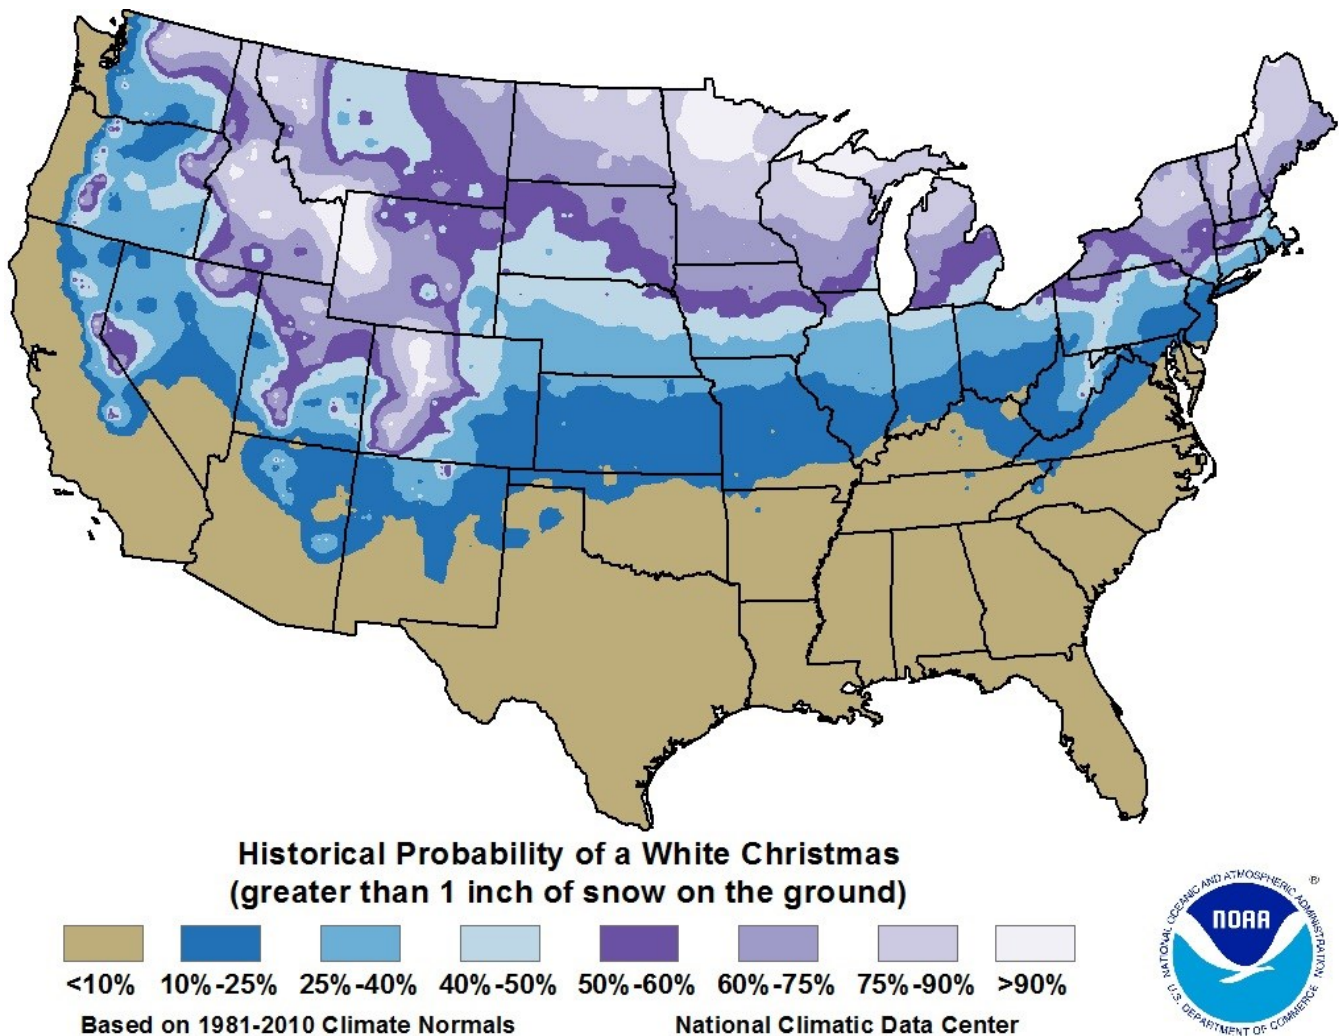 Historical Probability of a White Christmas
(greater than 1 inch of snow on the ground)
<10% 10%-25% 25%-40% 40%-50% 50%-60% 60%-75% 75%-90% >90%
Based on 1981-2010 Climate Normals National Climatic Data Center
NATIONAL OCEANIC AND ATMOSPHERIC ADMINISTRATION
®
NOAA
U.S. DEPARTMENT OF COMMERCE